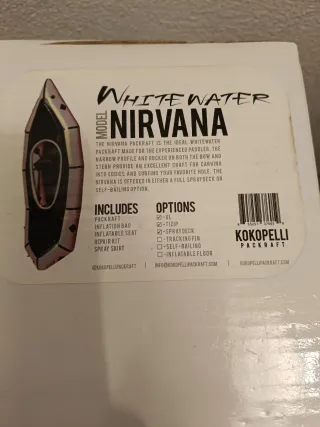 WHITEWATER
MODEL NIRVANA
THE NIRVANA PACKRAFT IS THE IDEAL WHITEWATER
PACKRAFT MADE FOR THE EXPERIENCED PADDLER. THE
NARROW PROFILE AND ROCKER ON BOTH THE BOW AND
STERN PROVIDE AN EXCELLENT CRAFT FOR CARVING
INTO EDDIES AND SURFING YOUR FAVORITE HOLE. THE
NIRVANA IS OFFERED IN EITHER A FULL SPRAYDECK OR
SELF-BAILING OPTION.
INCLUDES
PACKRAFT
INFLATION BAG
INFLATABLE SEAT
REPAIR KIT
SPRAY SKIRT
OPTIONS
-XL
-TIZIP
-SPRAYDECK
-TRACKING FIN
-SELF-BAILING
-INFLATABLE FLOOR
KOKOPELLI
PACKRAFT
@KOKOPELLIPACKRAFT | INFO@KOKOPELLIPACKRAFT.COM | KOKOPELLIPACKRAFT.COM